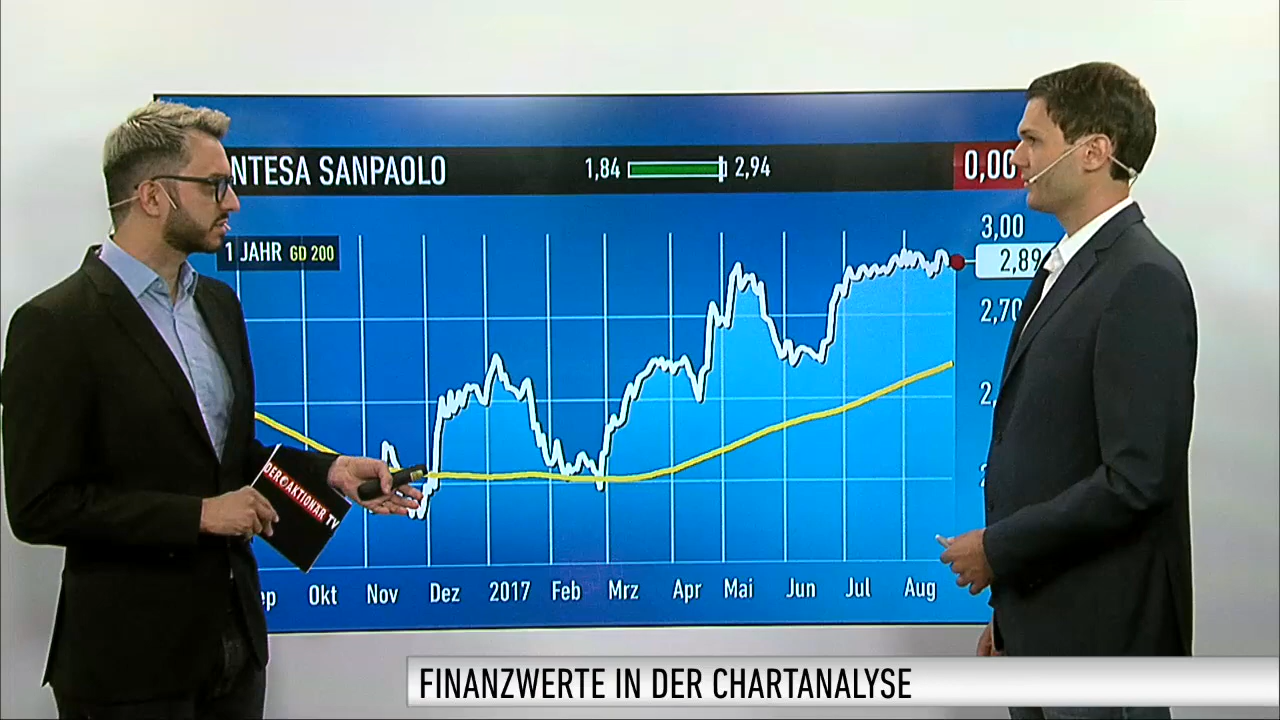 NTESA SANPAOLO
1,84 2,94
0,00
1 JAHR GD 200
3,00
2,89
2,70
2,
Okt Nov Dez 2017 Feb Mrz Apr Mai Jun Jul Aug
DER AKTIONÄR TV
FINANZWERTE IN DER CHARTANALYSE